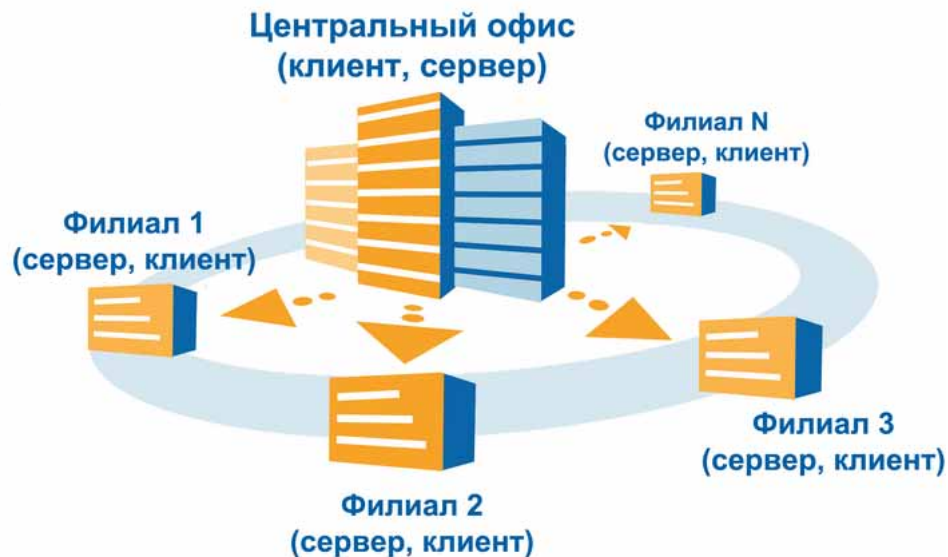 Центральный офис
(клиент, сервер)
Филиал N
(сервер, клиент)
Филиал 1
(сервер, клиент)
Филиал 3
(сервер, клиент)
Филиал 2
(сервер, клиент)